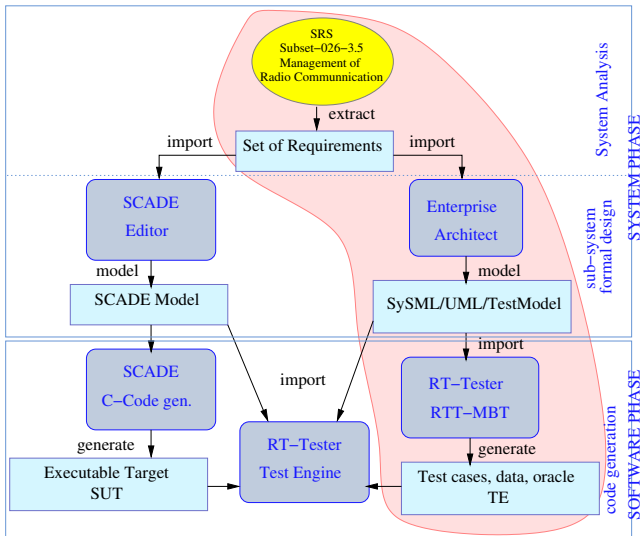 SRS
Subset−026−3.5
Management of
Radio Communnication
extract
import
Set of Requirements
import
System Analysis
SYSTEM PHASE
SCADE
Editor
Enterprise
Architect
sub−system
formal design
model
model
SCADE Model
SySML/UML/TestModel
import
import
SCADE
C−Code gen.
RT−Tester
RTT−MBT
generate
RT−Tester
Test Engine
generate
Executable Target
SUT
Test cases, data, oracle
TE
code generation
SOFTWARE PHASE